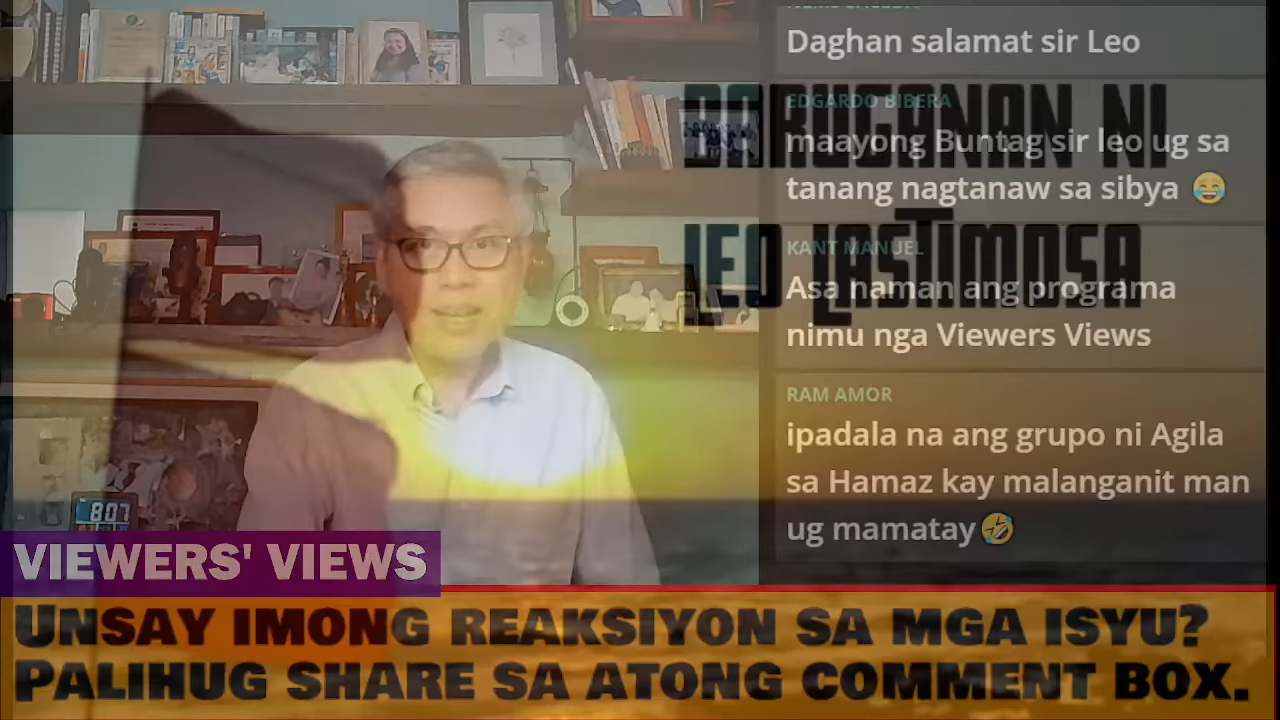 Daghan salamat sir Leo
EDGARDO BIBERA
maayong Buntag sir leo ug sa
tanang nagtanaw sa sibya 😂
KANT MANUEL
Asa naman ang programa
nimu nga Viewers Views
RAM AMOR
ipadala na ang grupo ni Agila
sa Hamaz kay malanganit man
ug mamatay 🤣
BARUGANAN NI
LEO LASTIMOSA
807
VIEWERS' VIEWS
UNSAY IMONG REAKSIYON SA MGA ISYU?
PALIHUG SHARE SA ATONG COMMENT BOX.